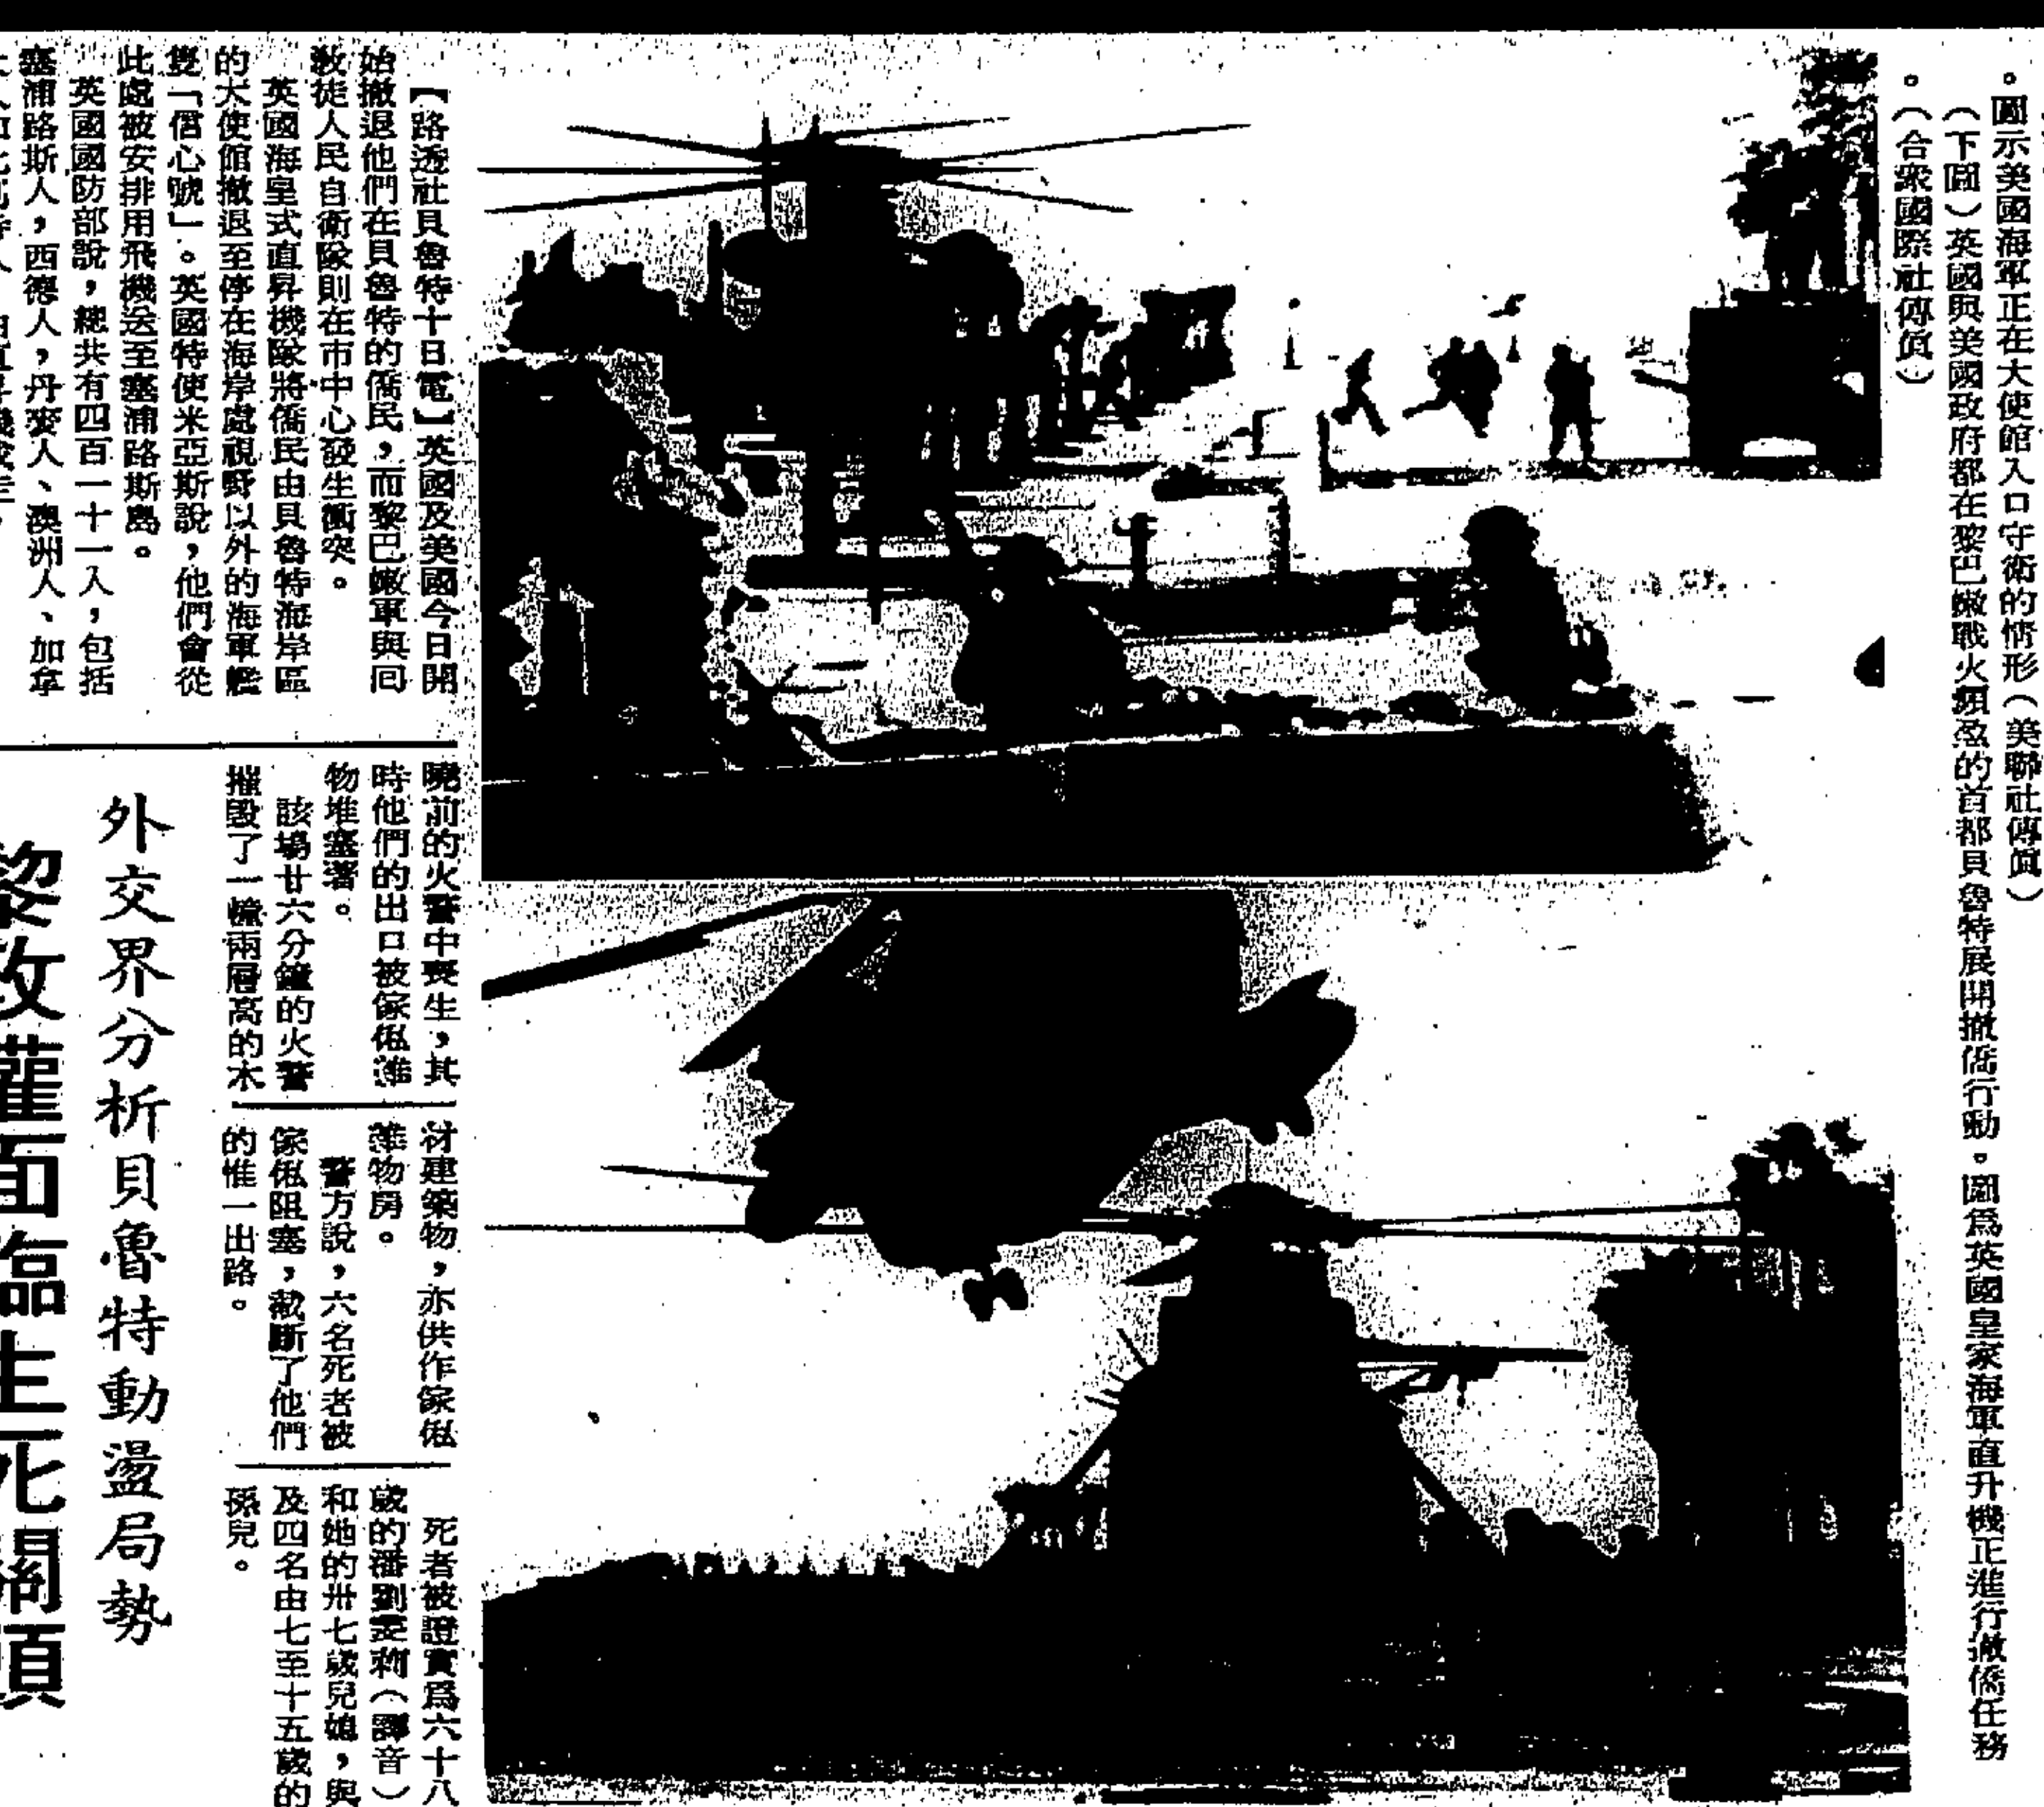 。圖示美國海軍正在大使館入口守衛的情形(美聯社傳眞)
(下圖)英國與美國政府都在黎巴嫩戰火頻盈的首都貝魯特展開撤僑行動。圖爲英國皇家海軍直升機正進行撤僑任務
。(合衆國際社傳眞)
【路透社貝魯特十日電】英國及美國今日開
始撤退他們在貝魯特的僑民,而黎巴嫩軍與回
教徒人民自衛隊則在市中心發生衝突。
英國海皇式直昇機隊將僑民由貝魯特海岸區
的大使館撤退至停在海岸處視野以外的海軍艦
隻「信心號」。英國特使米亞斯說,他們會從
此處被安排用飛機送至塞浦路斯島。
英國國防部說,總共有四百一十一入,包括
塞浦路斯人,西德人,丹麥人、澳洲人、加拿
曉前的火警中喪生,其
時他們的出口被傢俬雜
物堆塞著。
該場廿六分鐘的火警
摧毀了一幢兩層高的木
材建築物,亦供作傢俬
雜物房。
警方說,六名死者被
傢俬阻塞,截斷了他們
的惟一出路。
死者被證實爲六十八
歲的潘劉雯莉(譯音)
和她的卅七歲兒媳,與
及四名由七至十五歲的
孫兒。
外交界分析貝魯特動盪局勢
黎政權面臨生死關頭